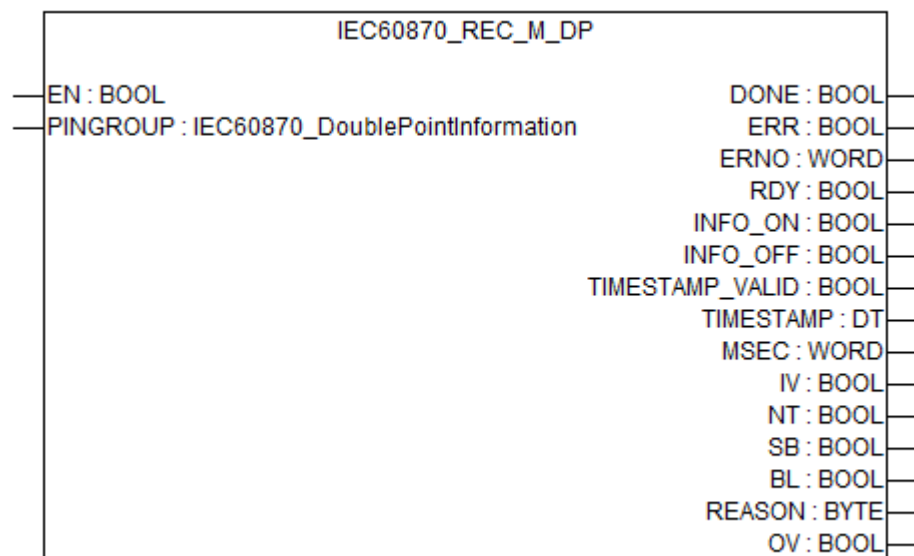 IEC60870_REC_M_DP
EN : BOOL DONE : BOOL
PINGROUP : IEC60870_DoublePointInformation ERR : BOOL
ERNO : WORD
RDY : BOOL
INFO_ON : BOOL
INFO_OFF : BOOL
TIMESTAMP_VALID : BOOL
TIMESTAMP : DT
MSEC : WORD
IV : BOOL
NT : BOOL
SB : BOOL
BL : BOOL
REASON : BYTE
OV : BOOL